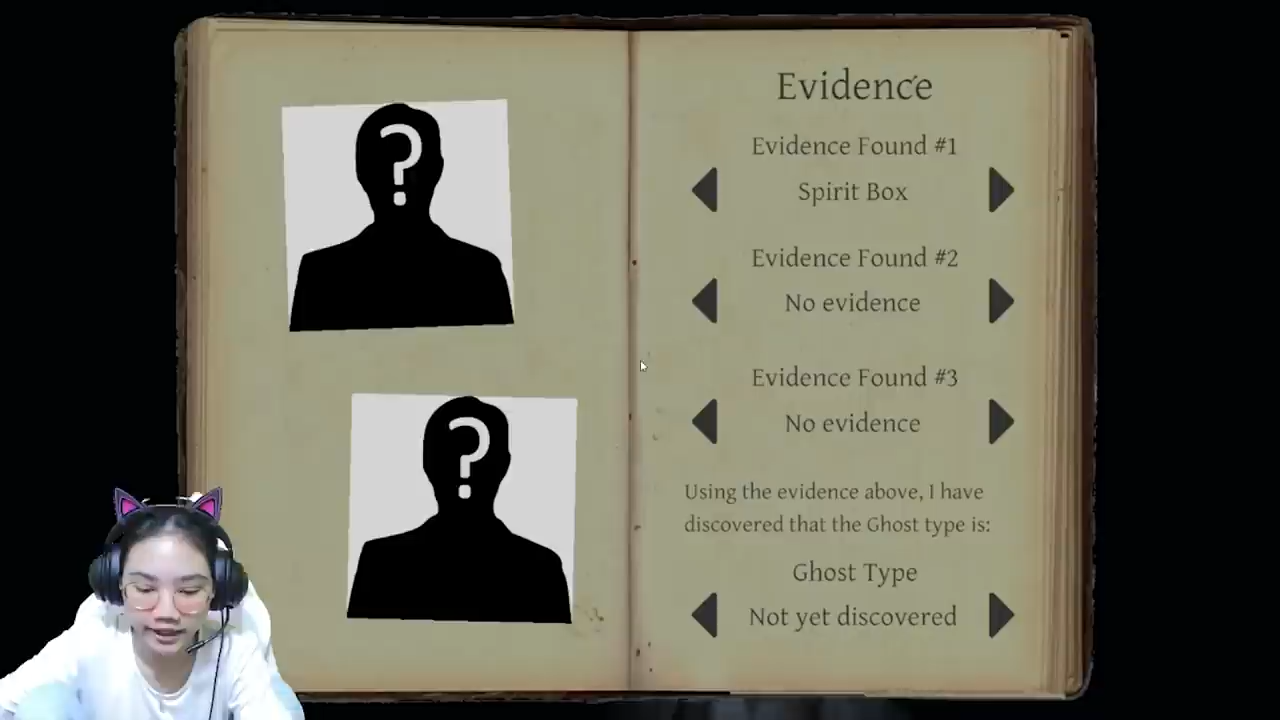 ?
?
Evidence
Evidence Found #1
Spirit Box
Evidence Found #2
No evidence
Evidence Found #3
No evidence
Using the evidence above, I have
discovered that the Ghost type is:
Ghost Type
Not yet discovered